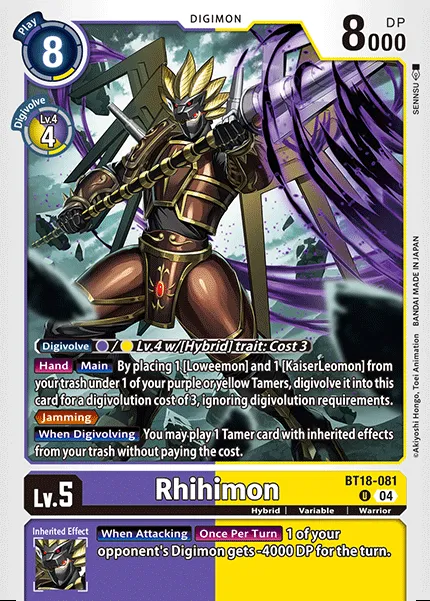 DIGIMON
Play
8
8000
DP
Digivolve
Lv.4
4
SENNSU
©Akiyoshi Hongo, Toei Animation BANDAI MADE IN JAPAN
Digivolve / Lv.4 w/[Hybrid] trait: Cost 3
Hand Main By placing 1 [Loweemon] and 1 [KaiserLeomon] from
your trash under 1 of your purple or yellow Tamers, digivolve it into this
card for a digivolution cost of 3, ignoring digivolution requirements.
Jamming
When Digivolving You may play 1 Tamer card with inherited effects
from your trash without paying the cost.
BT18-081
Lv.5
Rhihimon
U 04
Hybrid | Variable | Warrior
Inherited Effect
When Attacking Once Per Turn 1 of your
opponent's Digimon gets -4000 DP for the turn.